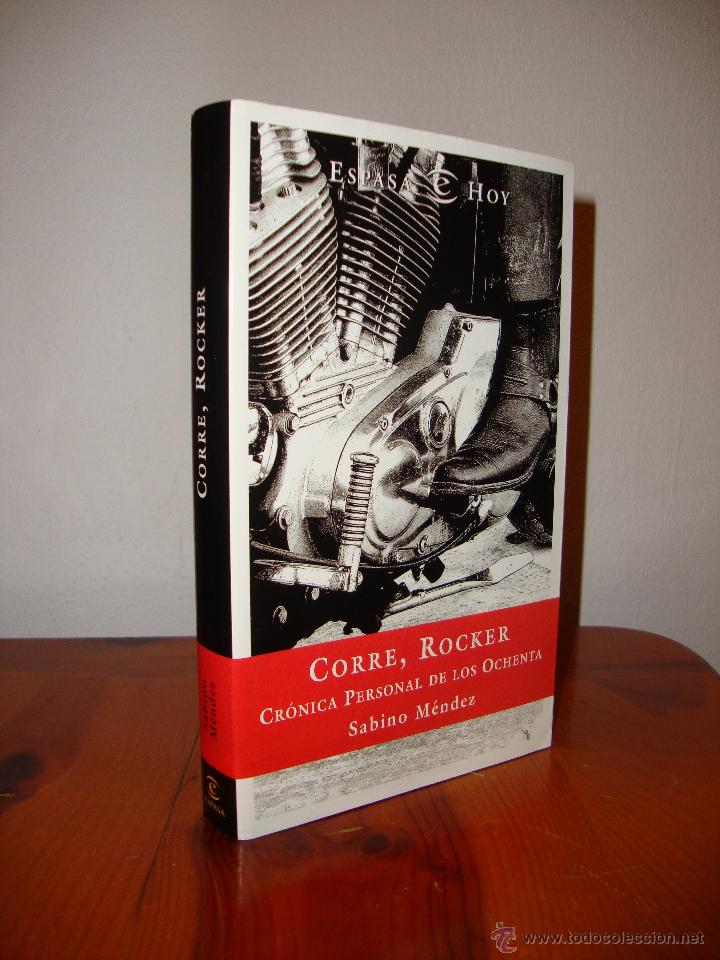 ESPASA e HOY
CORRE, ROCKER
CRÓNICA PERSONAL DE LOS OCHENTA
Sabino Méndez
CORRE, ROCKER
Sabino
Méndez
ESPASA
© www.todocoleccion.net